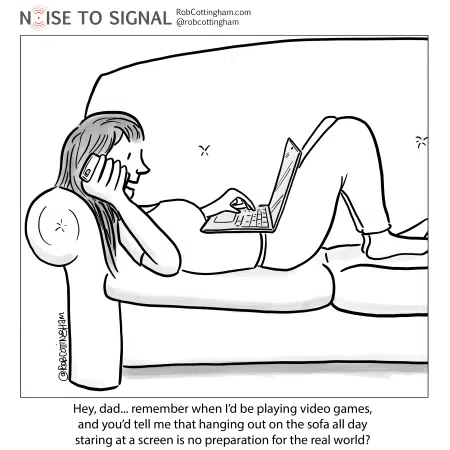 NOISE TO SIGNAL
RobCottingham.com
@robcottingham
@RobCottingham
Hey, dad... remember when I'd be playing video games,
and you'd tell me that hanging out on the sofa all day
staring at a screen is no preparation for the real world?